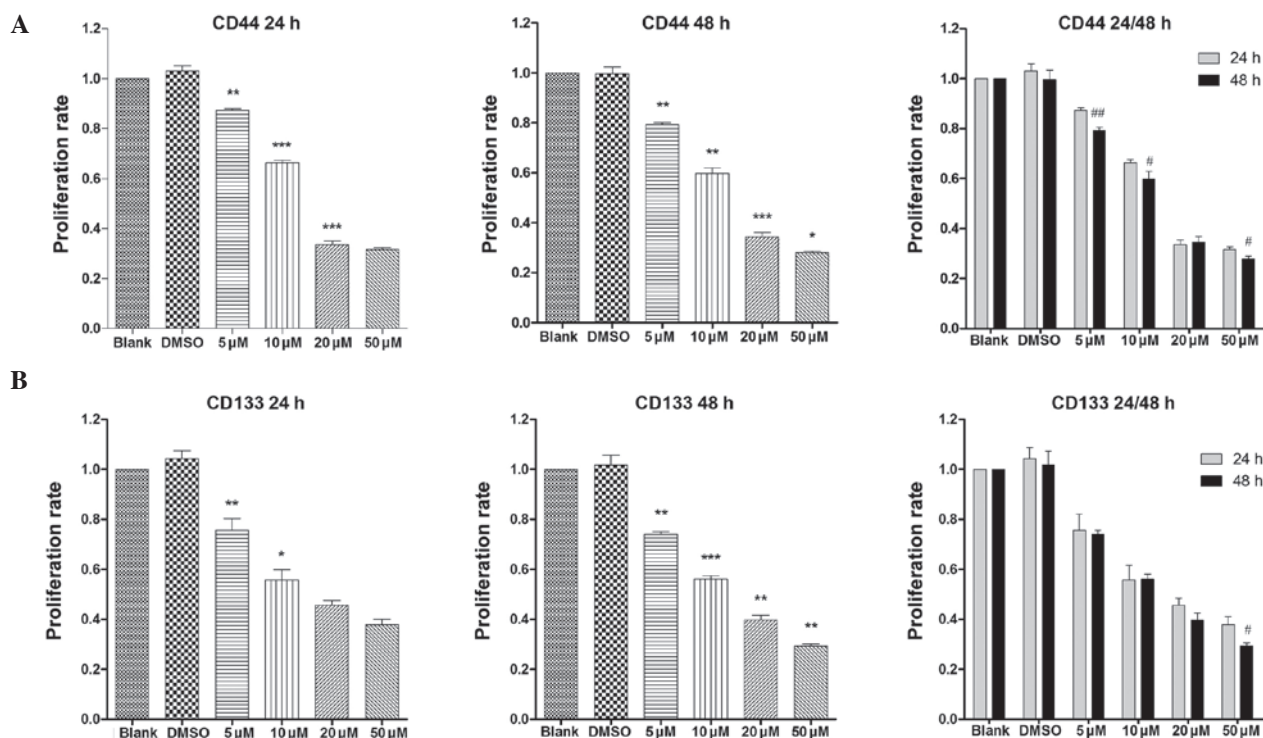 A
CD44 24 h
Proliferation rate
1.2
1.0
0.8
0.6
0.4
0.2
0.0
**
***
***
Blank DMSO 5 µM 10 µM 20 µM 50 µM
CD44 48 h
Proliferation rate
1.2
1.0
0.8
0.6
0.4
0.2
0.0
**
**
***
*
Blank DMSO 5 µM 10 µM 20 µM 50 µM
CD44 24/48 h
Proliferation rate
1.2
1.0
0.8
0.6
0.4
0.2
0.0
24 h
48 h
##
#
#
Blank DMSO 5 µM 10 µM 20 µM 50 µM
B
CD133 24 h
Proliferation rate
1.2
1.0
0.8
0.6
0.4
0.2
0.0
**
*
Blank DMSO 5 µM 10 µM 20 µM 50 µM
CD133 48 h
Proliferation rate
1.2
1.0
0.8
0.6
0.4
0.2
0.0
**
***
**
**
Blank DMSO 5 µM 10 µM 20 µM 50 µM
CD133 24/48 h
Proliferation rate
1.2
1.0
0.8
0.6
0.4
0.2
0.0
24 h
48 h
#
Blank DMSO 5 µM 10 µM 20 µM 50 µM